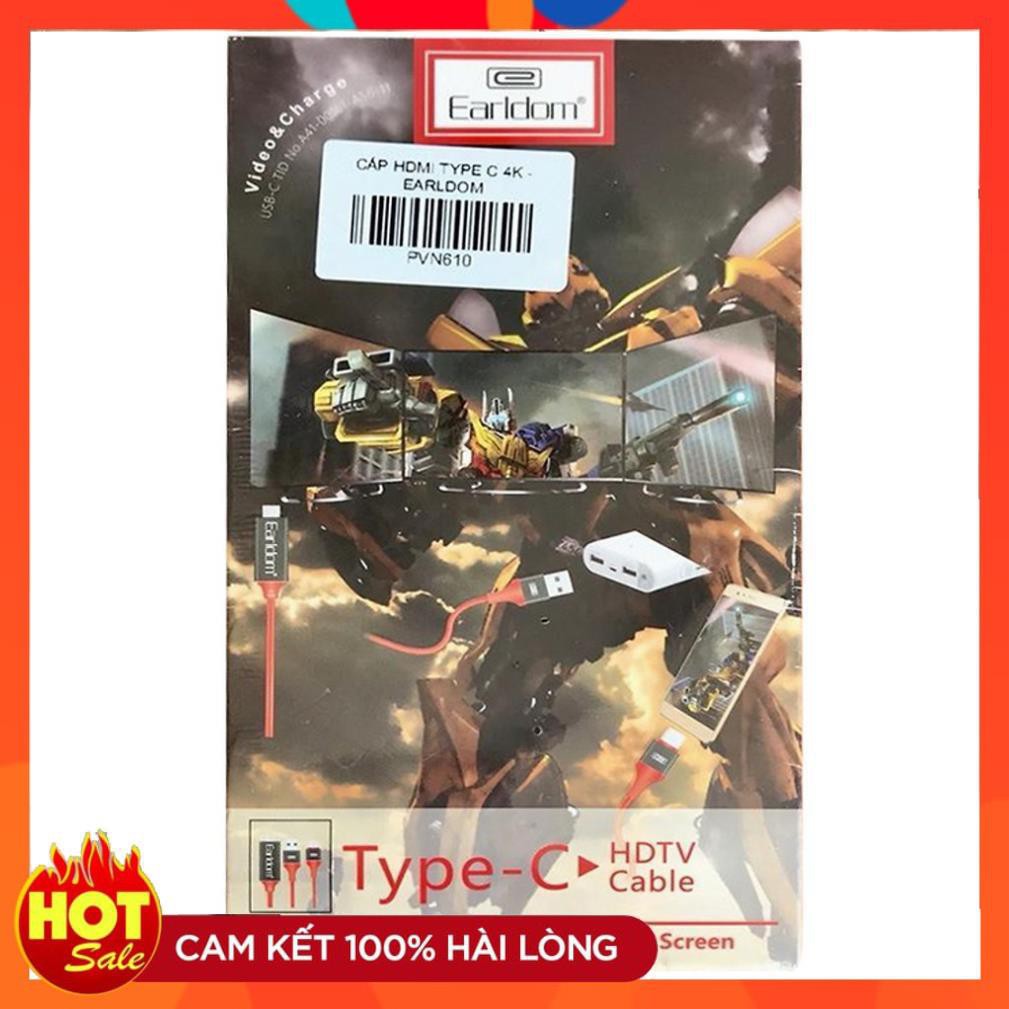 Earldom®
Video&Charge
CÁP HDMI TYPE C 4K -
EARLDOM
PVN610
Earldom®
Earldom
Type-C
HDTV
Cable
Screen
HOT
Sale
CAM KẾT 100% HÀI LÒNG